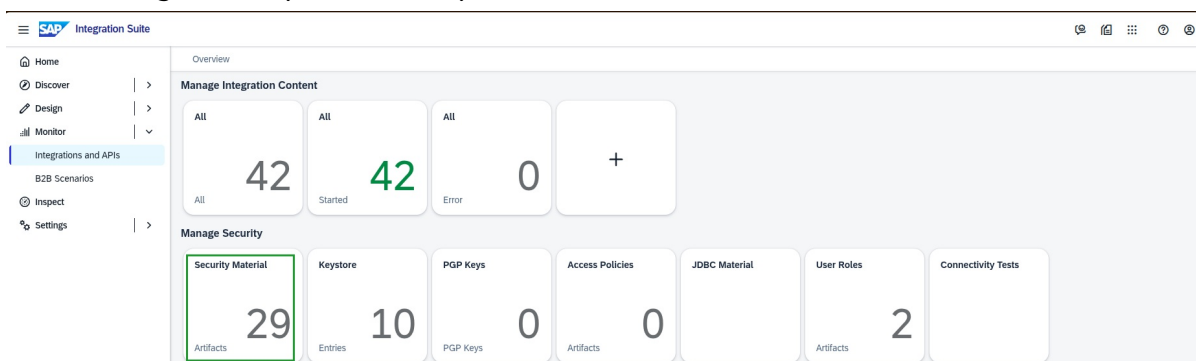 SAP Integration Suite
Home
Discover
Design
Monitor
Integrations and APIs
B2B Scenarios
Inspect
Settings
Overview
Manage Integration Content
All
42
All
All
42
Started
All
0
Error
+
Manage Security
Security Material
29
Artifacts
Keystore
10
Entries
PGP Keys
0
PGP Keys
Access Policies
0
Artifacts
JDBC Material
User Roles
2
Artifacts
Connectivity Tests